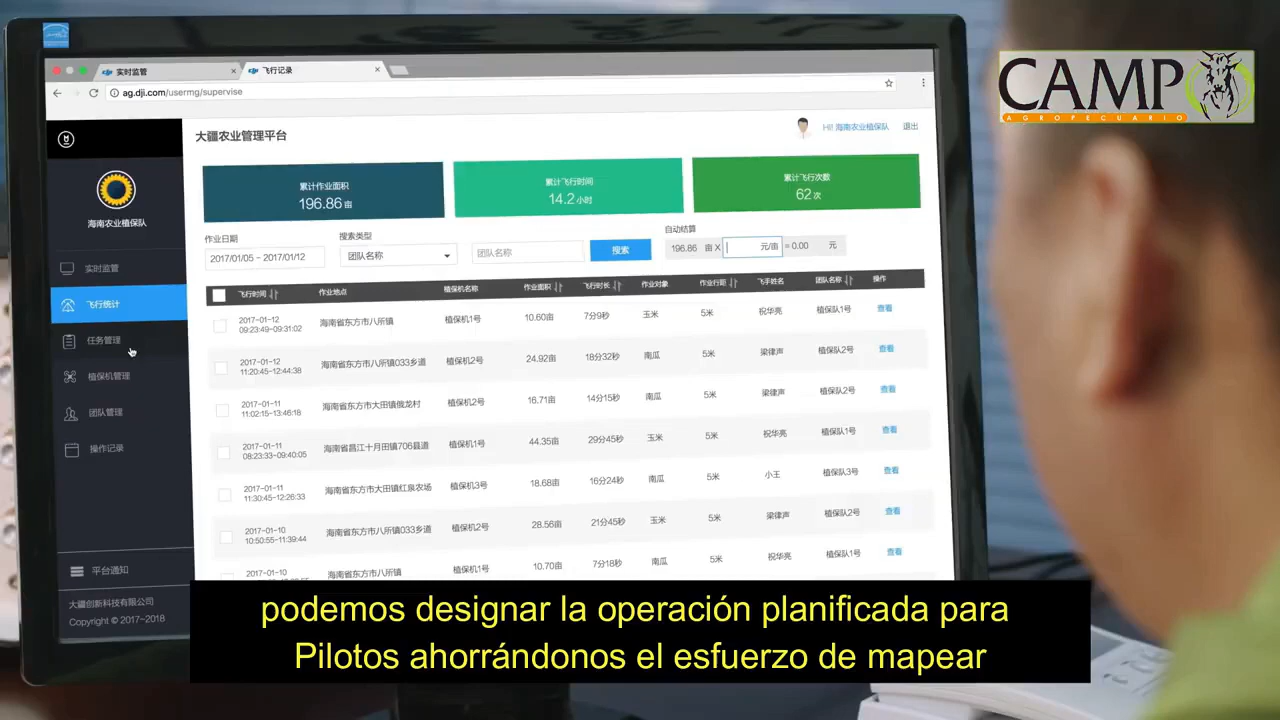 实时监管
飞行记录
ag.dji.com/usermg/supervise
CAMPO
AGROPECUARIO
大疆农业管理平台
HI! 海南农业植保队
退出
海南农业植保队
实时监管
飞行统计
任务管理
植保机管理
团队管理
操作记录
平台通知
大疆创新科技有限公司
Copyright © 2017-2018
累计作业面积
196.86 亩
累计飞行时间
14.2 小时
累计飞行次数
62 次
作业日期
搜索类型
自动结算
2017/01/05 - 2017/01/12
团队名称
团队名称
搜索
196.86 亩 X 元/亩 = 0.00 元
飞行时间 作业地点 植保机名称 作业面积 飞行时长 作业对象 作业行距 飞手姓名 团队名称 操作
2017-01-12
09:23:49-09:31:02
海南省东方市八所镇 植保机1号 10.60亩 7分9秒 玉米 5米 祝华亮 植保队1号 查看
2017-01-12
11:20:45-12:44:38
海南省东方市八所镇033乡道 植保机2号 24.92亩 18分32秒 南瓜 5米 梁律声 植保队2号 查看
2017-01-11
11:02:15-13:46:18
海南省东方市大田镇俄龙村 植保机2号 16.71亩 14分15秒 南瓜 5米 梁律声 植保队2号 查看
2017-01-11
08:23:33-09:40:05
海南省昌江十月田镇706县道 植保机1号 44.35亩 29分45秒 玉米 5米 祝华亮 植保队1号 查看
2017-01-11
11:30:45-12:26:33
海南省东方市大田镇红泉农场 植保机3号 18.68亩 16分24秒 南瓜 5米 小王 植保队3号 查看
2017-01-10
10:50:55-11:39:44
海南省东方市八所镇033乡道 植保机2号 28.56亩 21分45秒 玉米 5米 梁律声 植保队2号 查看
2017-01-10
海南省东方市八所镇 植保机1号 10.70亩 7分18秒 南瓜 5米 祝华亮 植保队1号 查看
podemos designar la operación planificada para
Pilotos ahorrándonos el esfuerzo de mapear